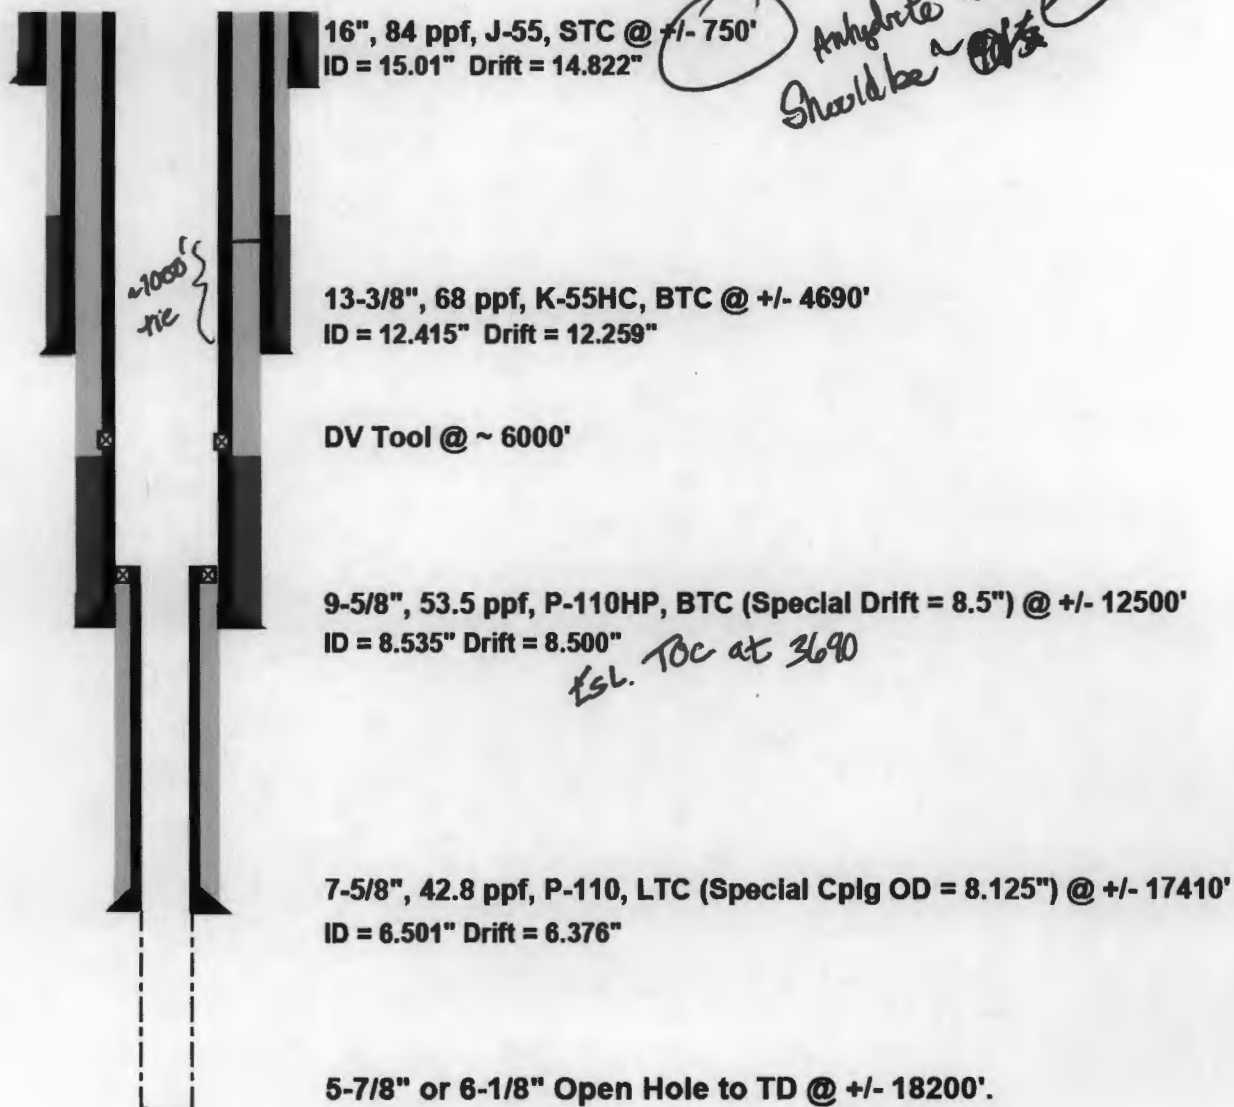 16", 84 ppf, J-55, STC @ +/- 750'
ID = 15.01" Drift = 14.822"
Anhydrite
Should be ~
~1000'
tie
13-3/8", 68 ppf, K-55HC, BTC @ +/- 4690'
ID = 12.415" Drift = 12.259"
DV Tool @ ~ 6000'
9-5/8", 53.5 ppf, P-110HP, BTC (Special Drift = 8.5") @ +/- 12500'
ID = 8.535" Drift = 8.500"
Est. TOC at 3690
7-5/8", 42.8 ppf, P-110, LTC (Special Cplg OD = 8.125") @ +/- 17410'
ID = 6.501" Drift = 6.376"
5-7/8" or 6-1/8" Open Hole to TD @ +/- 18200'.